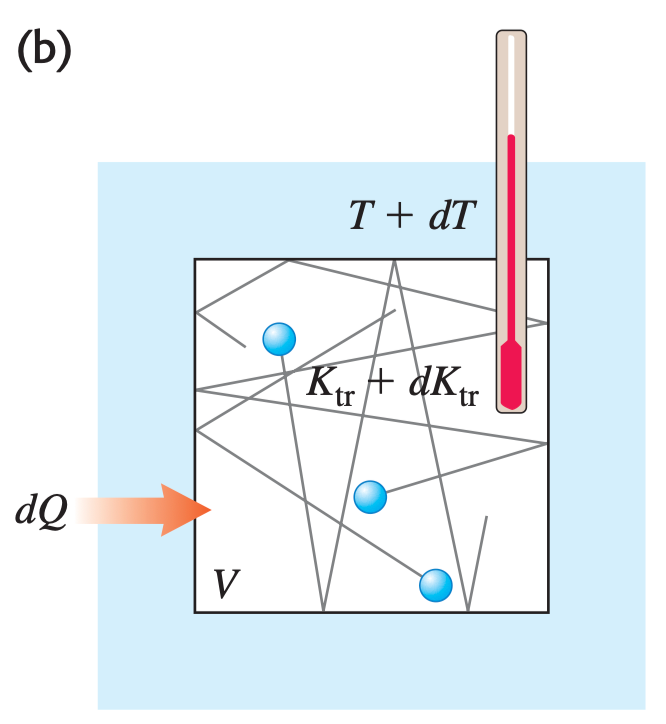 (b)
T + dT
K_tr + dK_tr
dQ
V